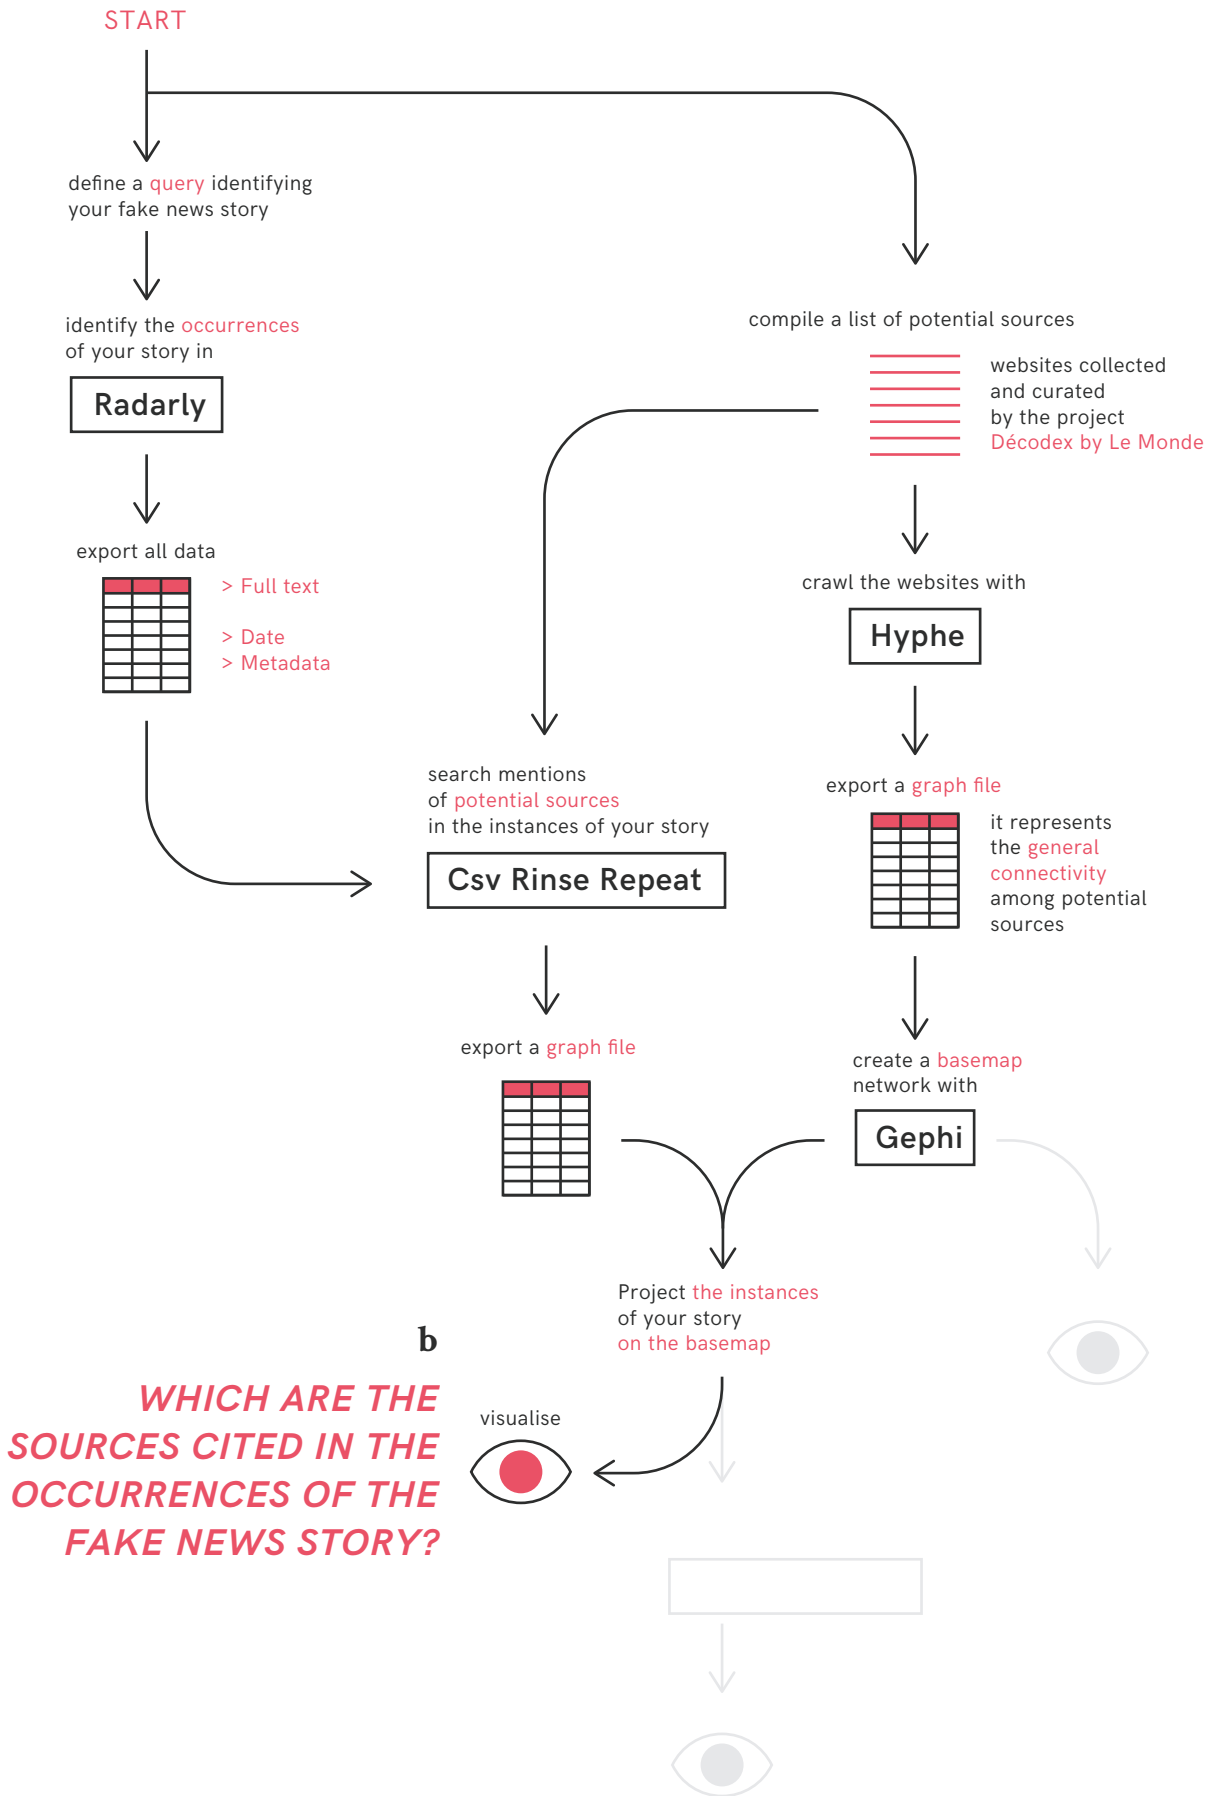 START
define a query identifying
your fake news story
identify the occurrences
of your story in
Radarly
export all data
> Full text
> Date
> Metadata
compile a list of potential sources
websites collected
and curated
by the project
Décodex by Le Monde
crawl the websites with
Hyphe
search mentions
of potential sources
in the instances of your story
Csv Rinse Repeat
export a graph file
it represents
the general
connectivity
among potential
sources
export a graph file
create a basemap
network with
Gephi
Project the instances
of your story
on the basemap
b
WHICH ARE THE
SOURCES CITED IN THE
OCCURRENCES OF THE
FAKE NEWS STORY?
visualise